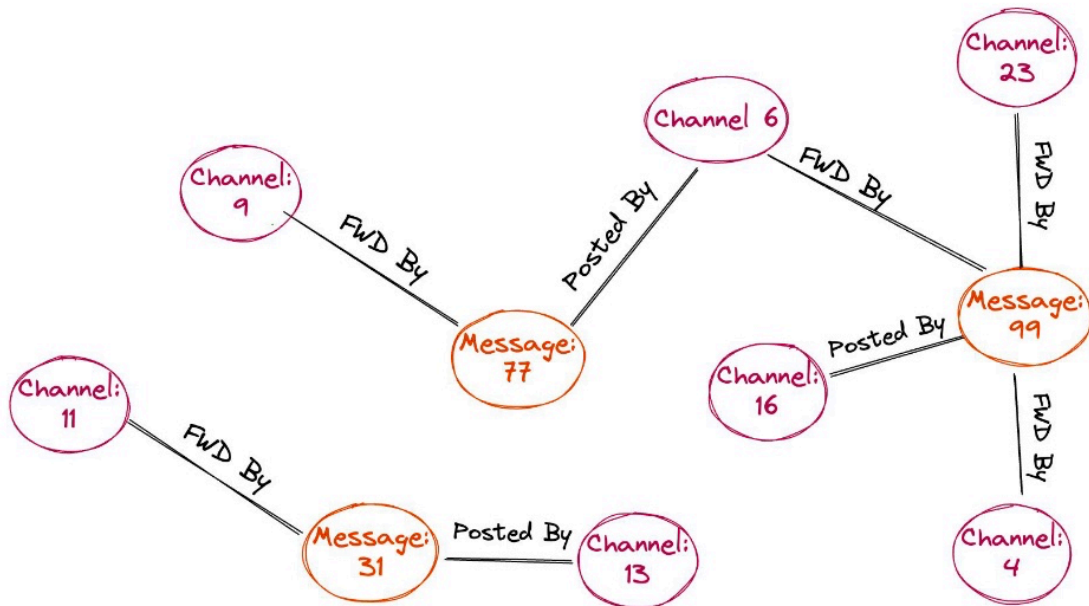 Channel:
23
Channel 6
FWD By
FWD By
Channel:
9
FWD By
Posted By
Message:
99
Message:
77
Posted By
Channel:
16
Channel:
11
FWD By
FWD By
Message:
31
Posted By
Channel:
13
Channel:
4